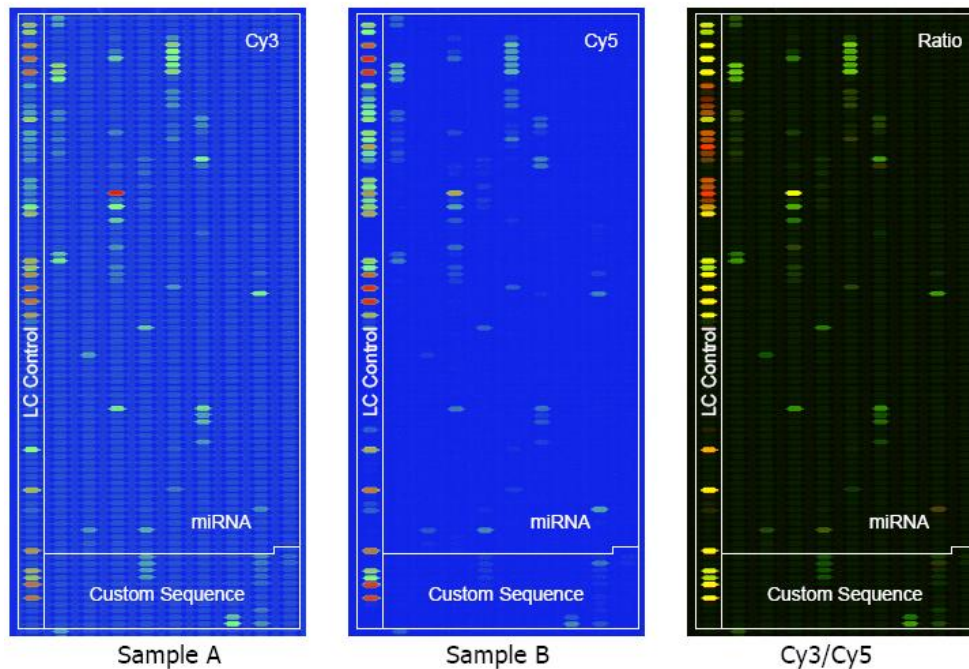 Cy3
LC Control
miRNA
Custom Sequence
Sample A
Cy5
LC Control
miRNA
Custom Sequence
Sample B
Ratio
LC Control
miRNA
Custom Sequence
Cy3/Cy5